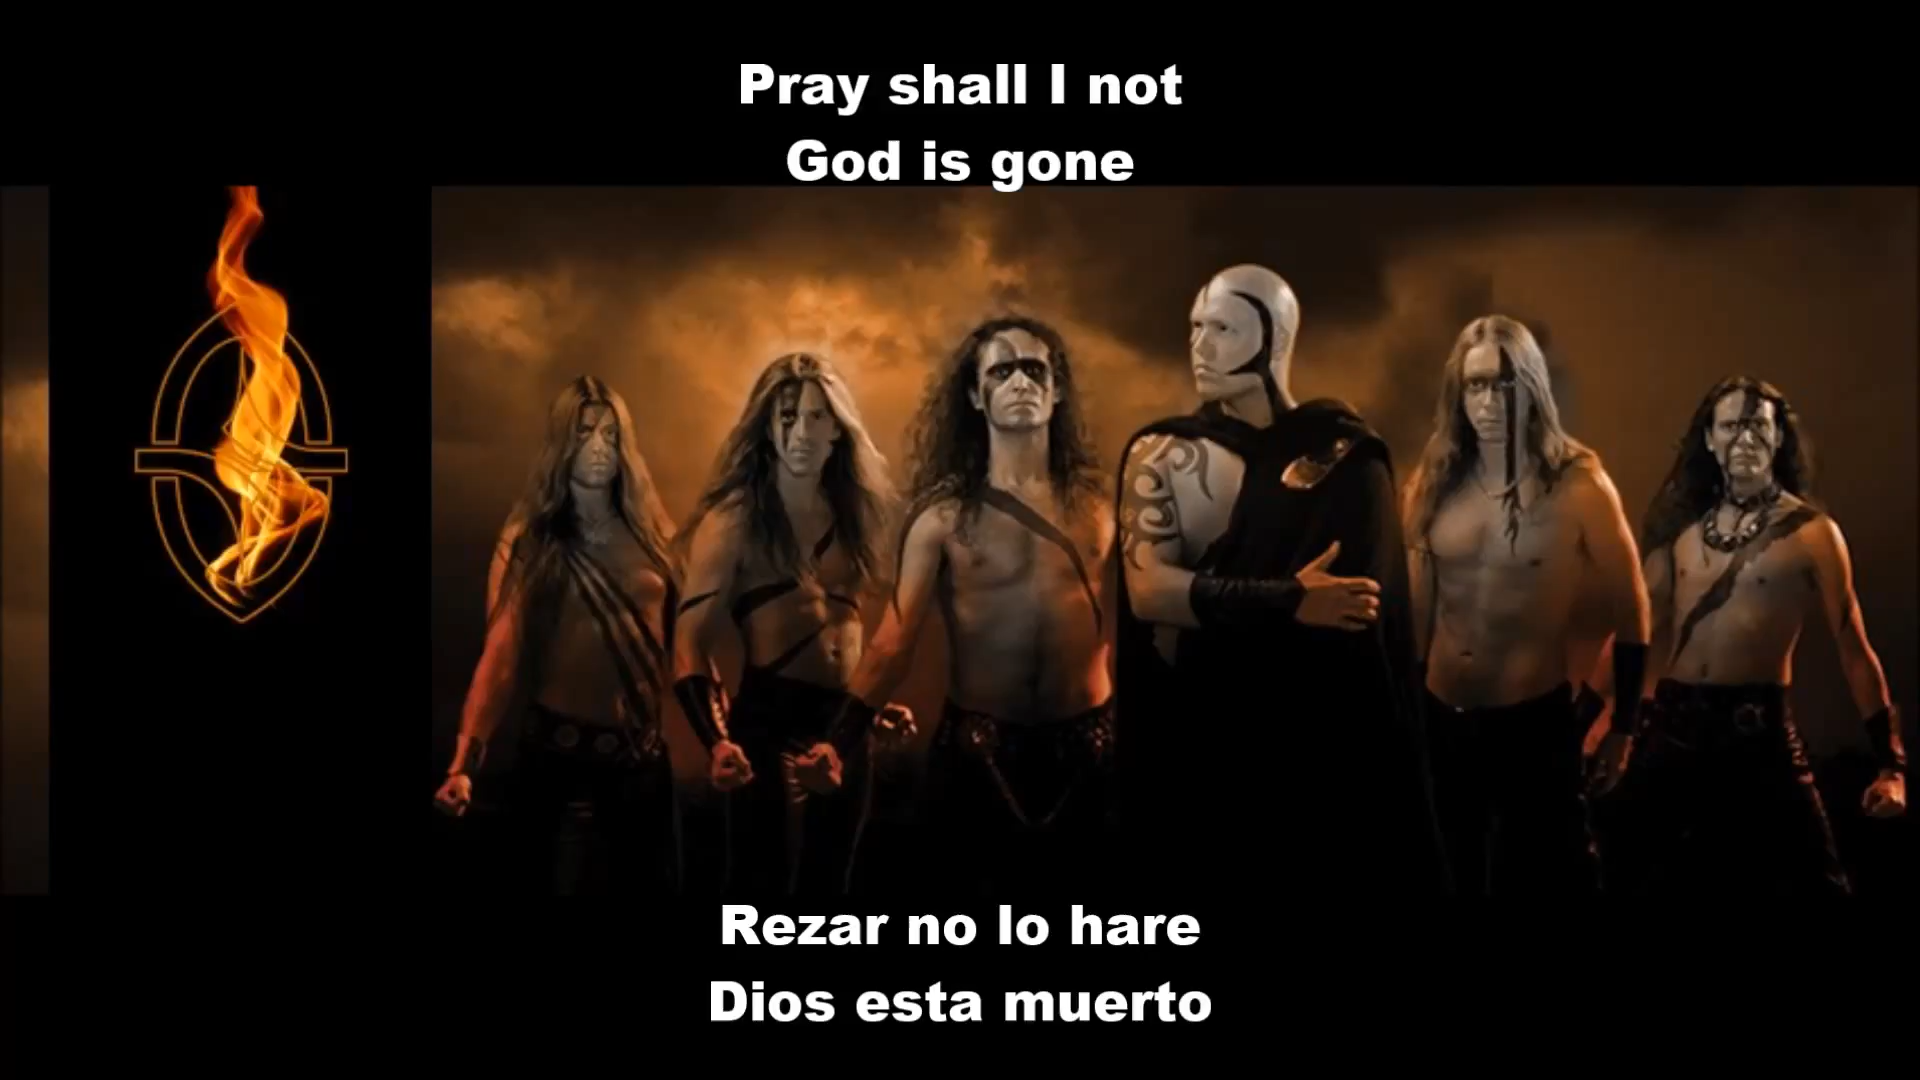 Pray shall I not
God is gone
Rezar no lo hare
Dios esta muerto